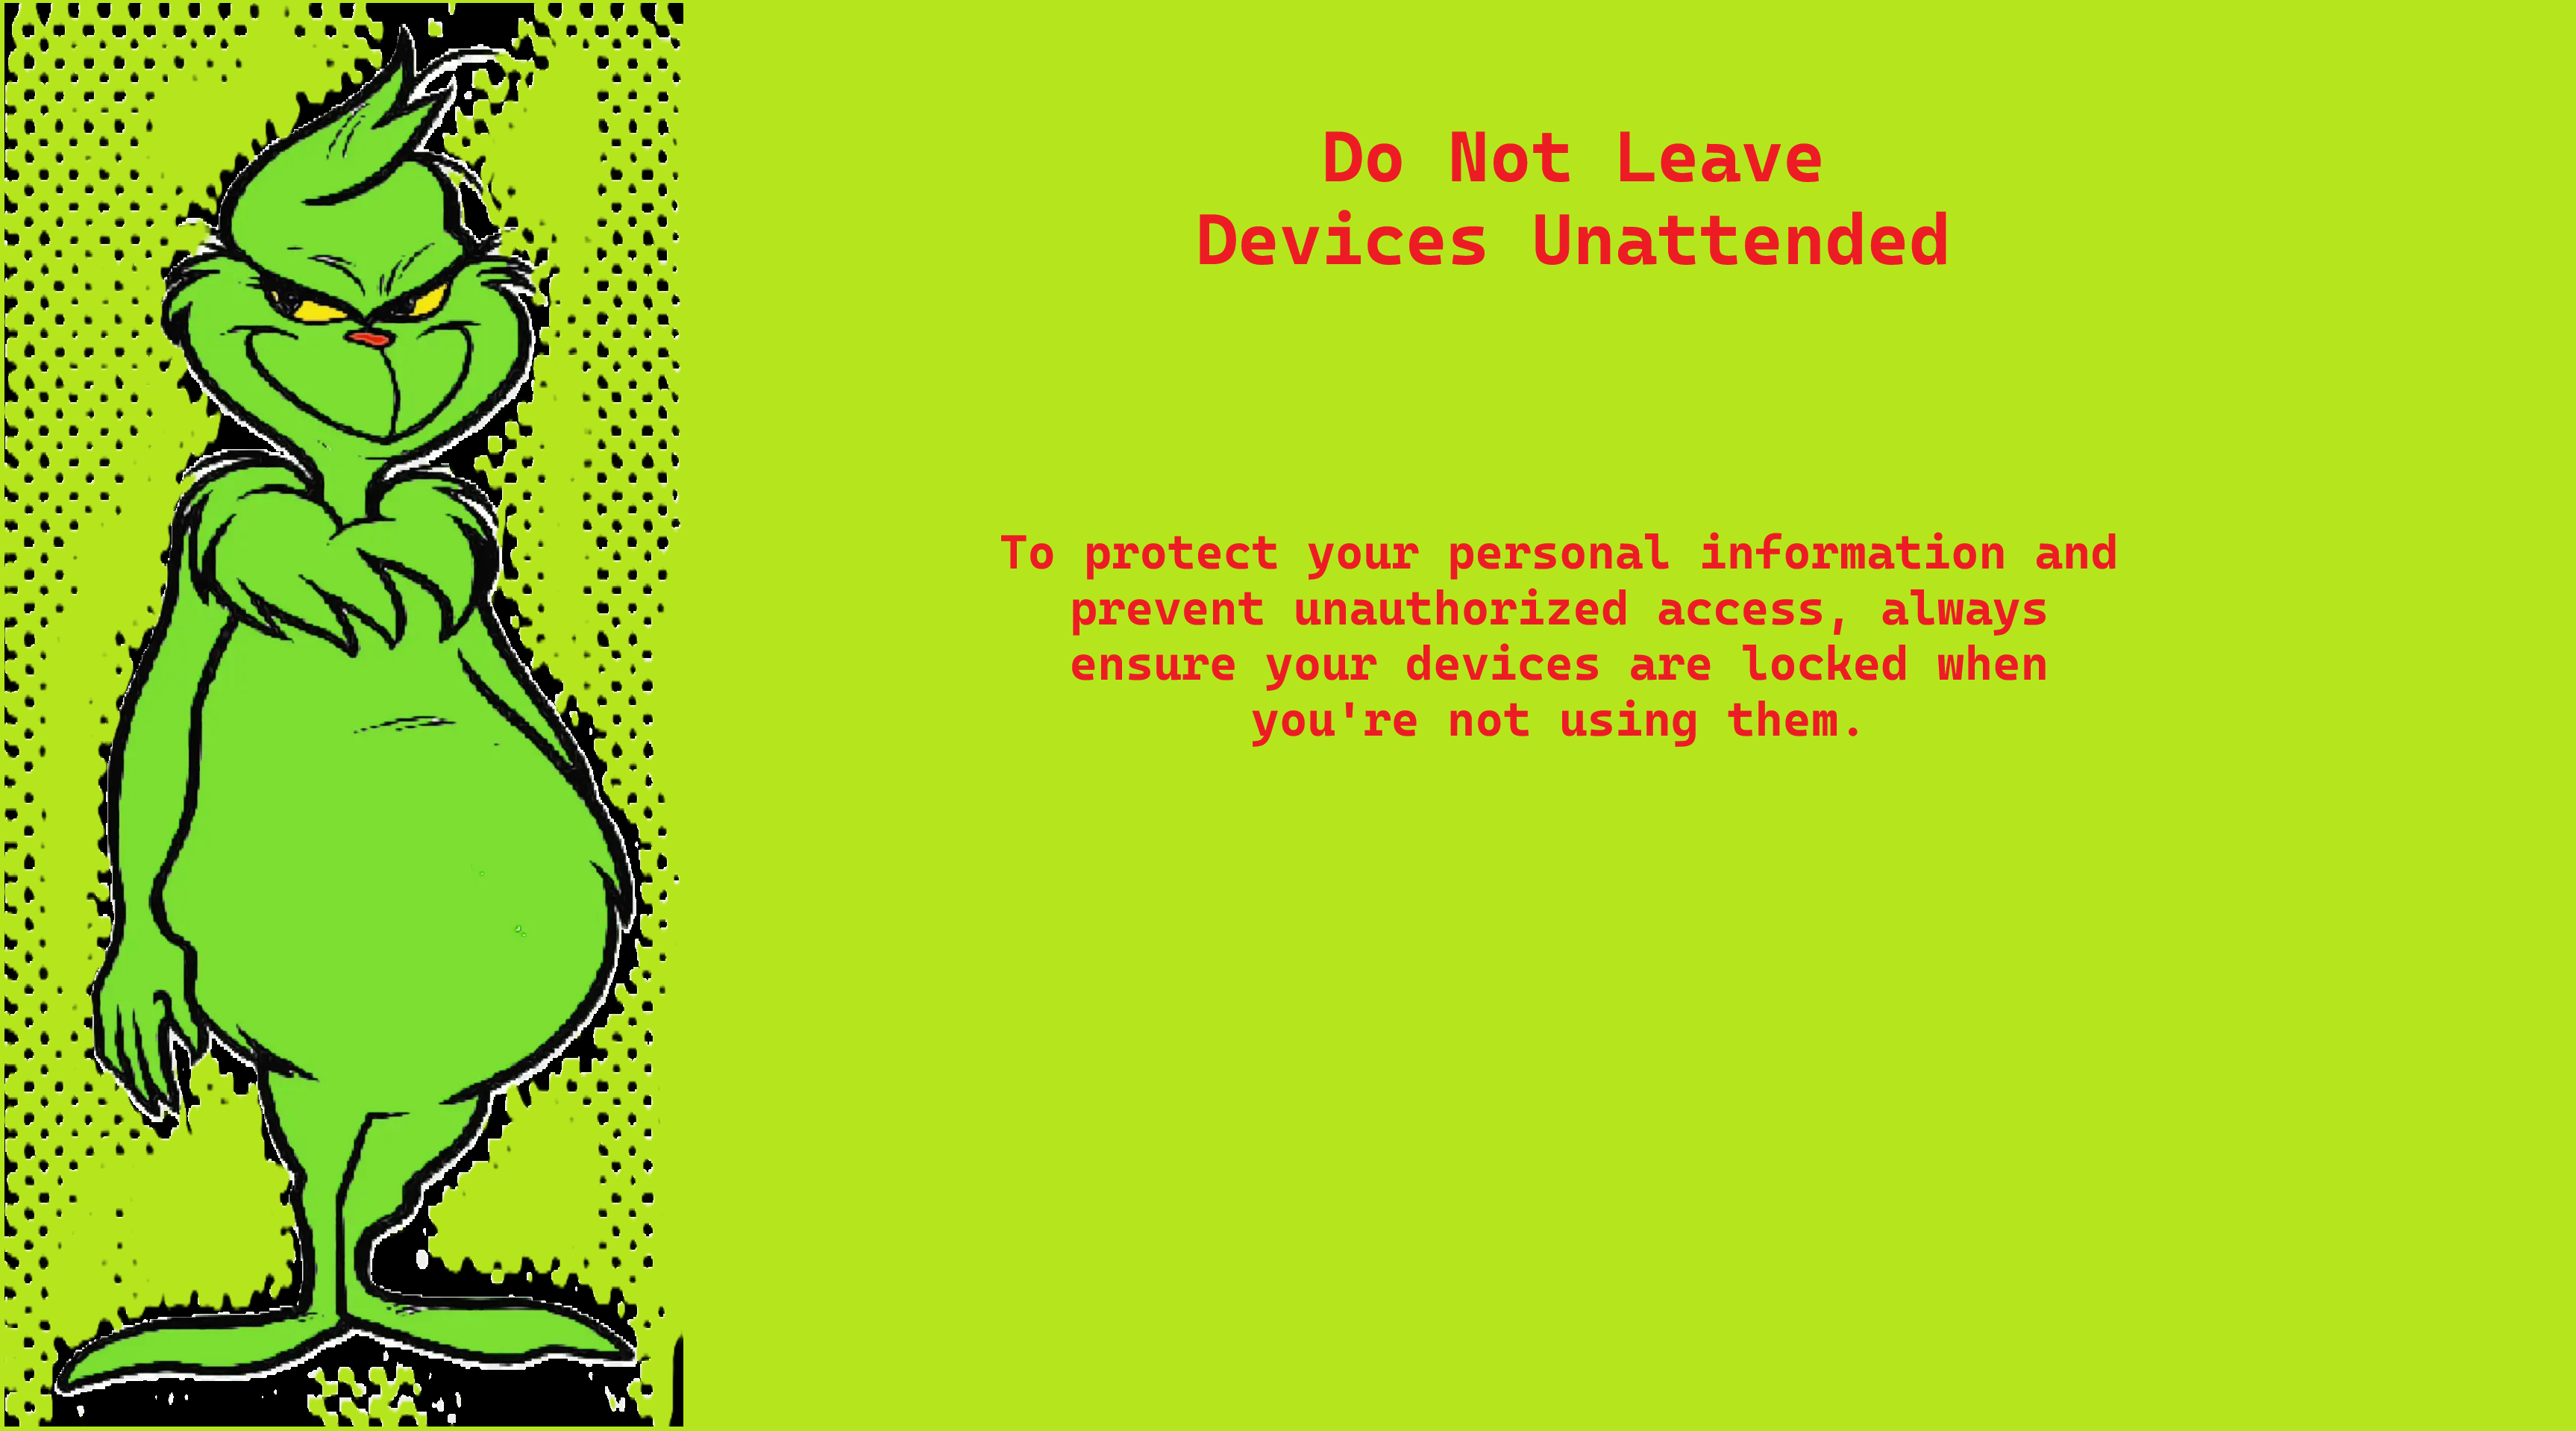 Do Not Leave
Devices Unattended
To protect your personal information and
prevent unauthorized access, always
ensure your devices are locked when
you're not using them.